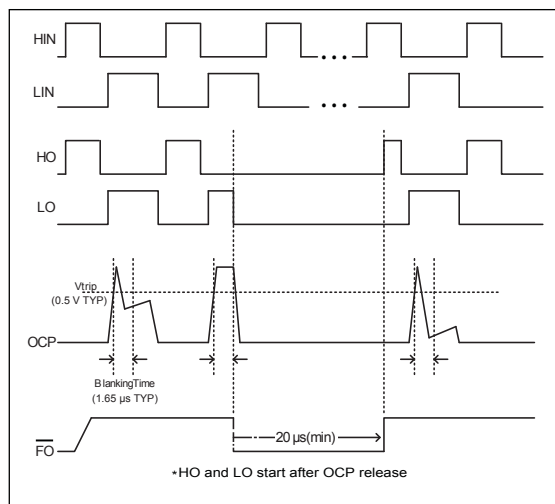 HIN
LIN
HO
LO
Vtrip
(0.5 V TYP)
OCP
BlankingTime
(1.65 µs TYP)
20 µs(min)
FO
*HO and LO start after OCP release